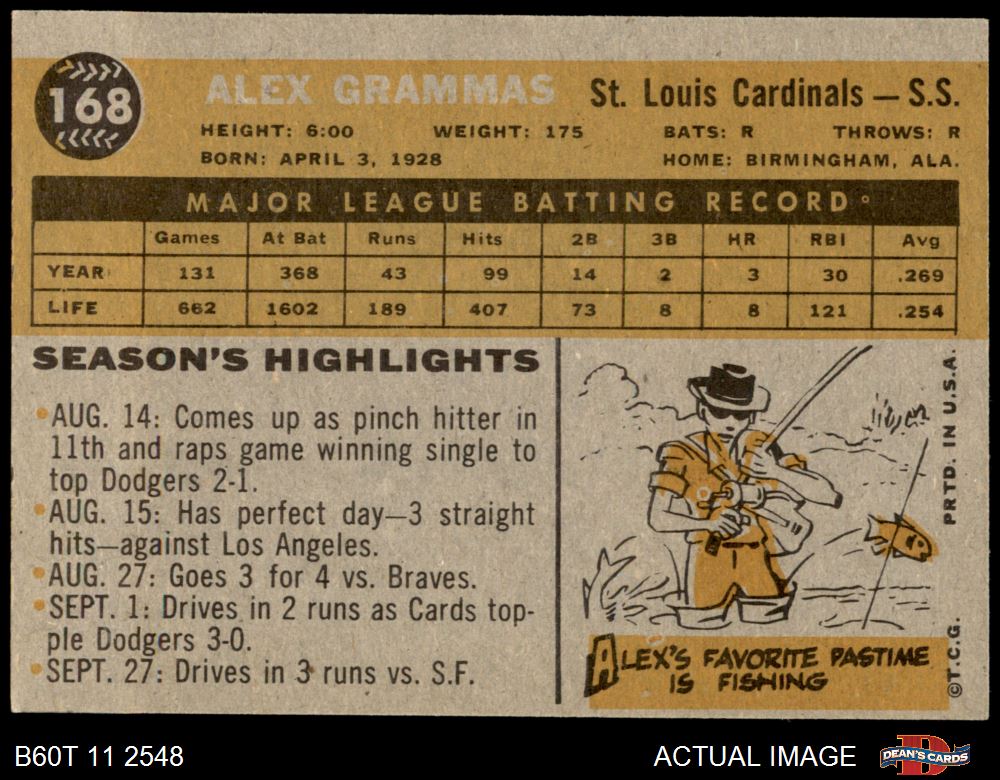 168
ALEX GRAMMAS St. Louis Cardinals — S.S.
HEIGHT: 6:00 WEIGHT: 175 BATS: R THROWS: R
BORN: APRIL 3, 1928 HOME: BIRMINGHAM, ALA.
MAJOR LEAGUE BATTING RECORD
Games At Bat Runs Hits 2B 3B HR RBI Avg
YEAR 131 368 43 99 14 2 3 30 .269
LIFE 662 1602 189 407 73 8 8 121 .254
SEASON'S HIGHLIGHTS
•AUG. 14: Comes up as pinch hitter in
11th and raps game winning single to
top Dodgers 2-1.
•AUG. 15: Has perfect day—3 straight
hits—against Los Angeles.
•AUG. 27: Goes 3 for 4 vs. Braves.
•SEPT. 1: Drives in 2 runs as Cards top-
ple Dodgers 3-0.
•SEPT. 27: Drives in 3 runs vs. S.F.
ALEX'S FAVORITE PASTIME
IS FISHING
©T.C.G. PRTD. IN U.S.A.
B60T 11 2548 ACTUAL IMAGE DEAN'S CARDS